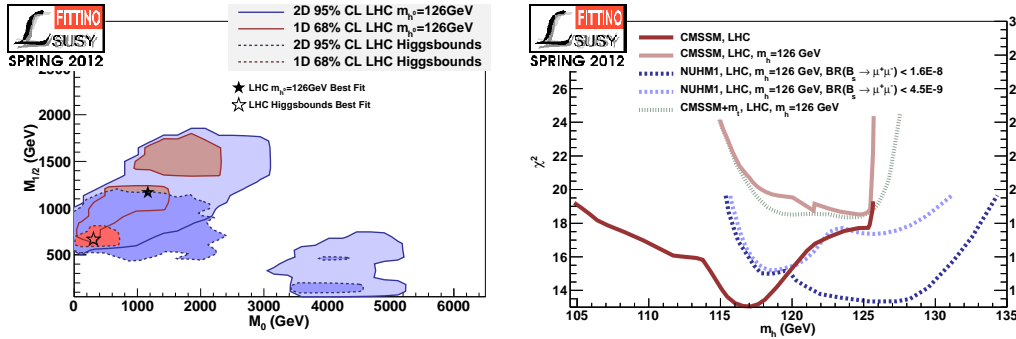 FITTINO
SUSY
SPRING 2012
2D 95% CL LHC m_h⁰=126GeV
1D 68% CL LHC m_h⁰=126GeV
2D 95% CL LHC Higgsbounds
1D 68% CL LHC Higgsbounds
LHC m_h⁰=126GeV Best Fit
LHC Higgsbounds Best Fit
M_1/2 (GeV)
2000
1500
1000
500
0 1000 2000 3000 4000 5000 6000
M_0 (GeV)
FITTINO
SUSY
SPRING 2012
CMSSM, LHC
CMSSM, LHC, m_h=126 GeV
NUHM1, LHC, m_h=126 GeV, BR(B_s → μ⁺μ⁻) < 1.6E-8
NUHM1, LHC, m_h=126 GeV, BR(B_s → μ⁺μ⁻) < 4.5E-9
CMSSM+m_t, LHC, m_h=126 GeV
χ²
26
24
22
20
18
16
14
105 110 115 120 125 130 135
m_h (GeV)